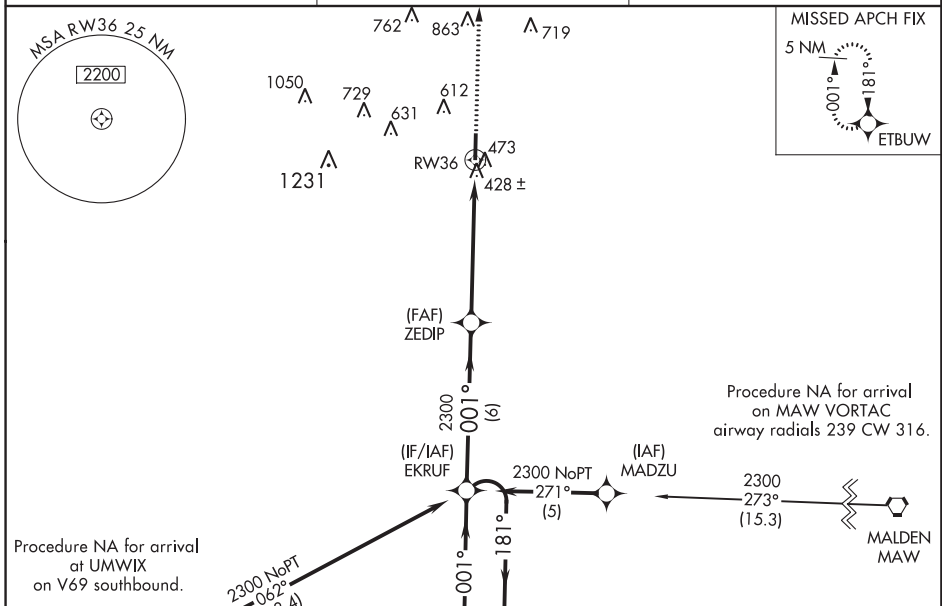 MSA RW36 25 NM
2200
762
863
719
MISSED APCH FIX
5 NM
001°
181°
ETBUW
1050
729
631
612
1231
RW36
473
428 ±
(FAF)
ZEDIP
2300
001°
(6)
Procedure NA for arrival
on MAW VORTAC
airway radials 239 CW 316.
(IF/IAF)
EKRUF
2300 NoPT
271°
(5)
(IAF)
MADZU
2300
273°
(15.3)
MALDEN
MAW
Procedure NA for arrival
at UMWIX
on V69 southbound.
2300 NoPT
062°
001°
181°